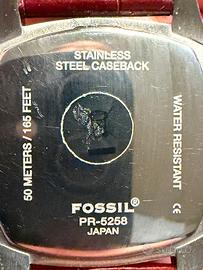 STAINLESS
STEEL CASEBACK
50 METERS / 165 FEET
WATER RESISTANT
CE
FOSSIL®
PR-5258
JAPAN